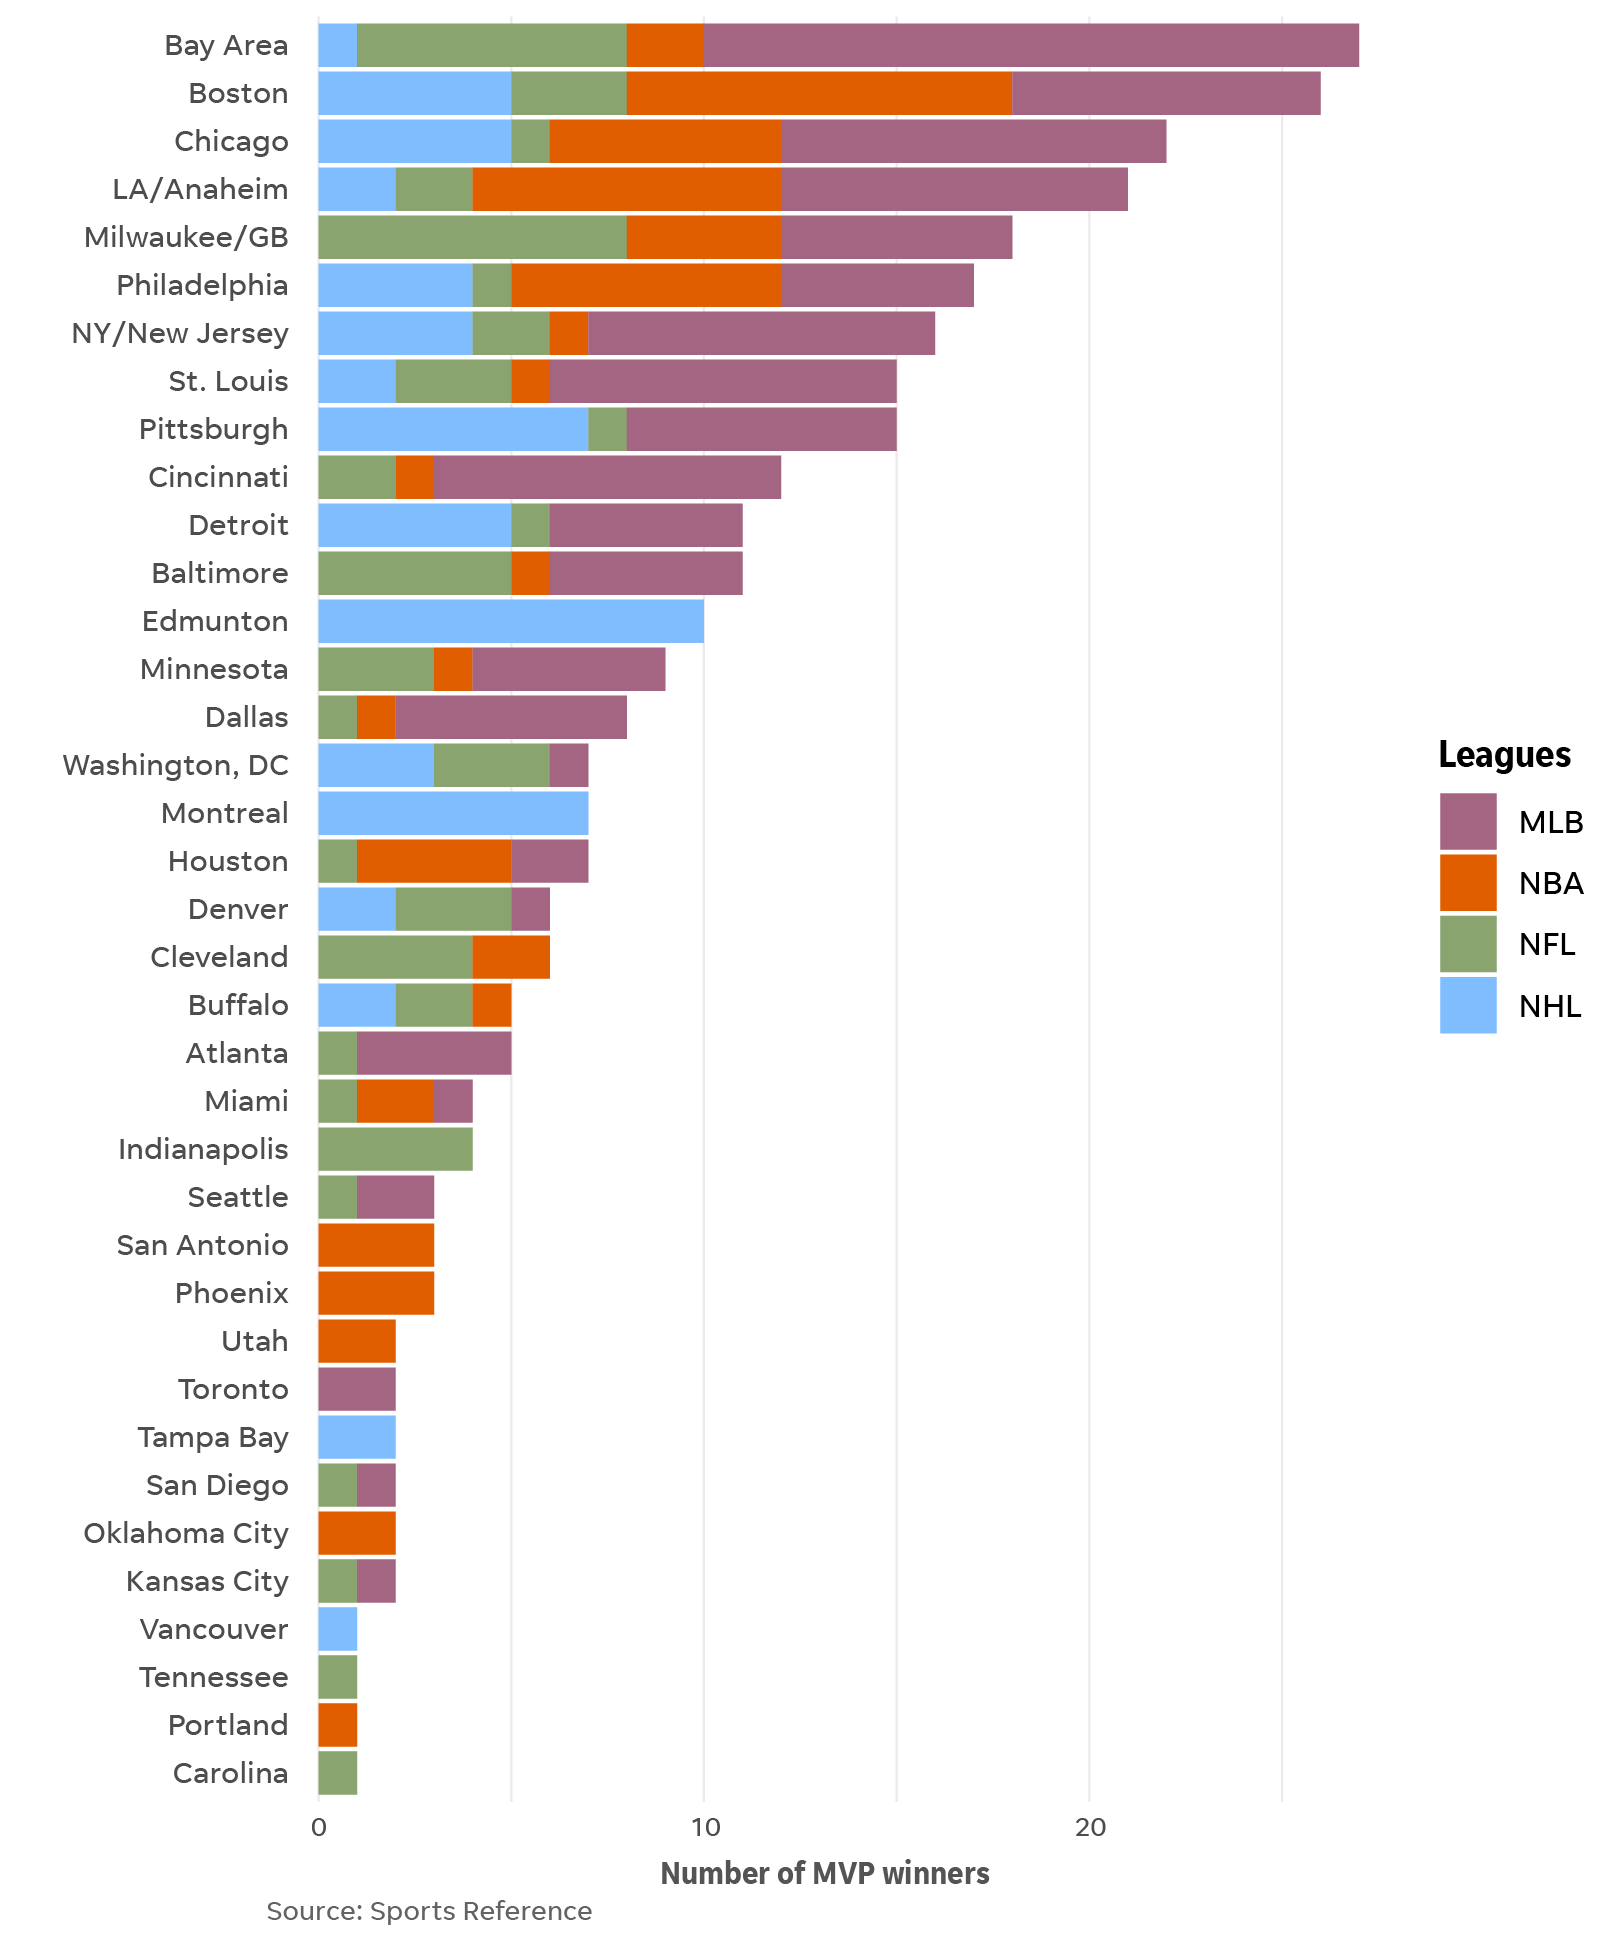 Bay Area
Boston
Chicago
LA/Anaheim
Milwaukee/GB
Philadelphia
NY/New Jersey
St. Louis
Pittsburgh
Cincinnati
Detroit
Baltimore
Edmunton
Minnesota
Dallas
Washington, DC
Montreal
Houston
Denver
Cleveland
Buffalo
Atlanta
Miami
Indianapolis
Seattle
San Antonio
Phoenix
Utah
Toronto
Tampa Bay
San Diego
Oklahoma City
Kansas City
Vancouver
Tennessee
Portland
Carolina
0 10 20
Number of MVP winners
Source: Sports Reference
Leagues
MLB
NBA
NFL
NHL